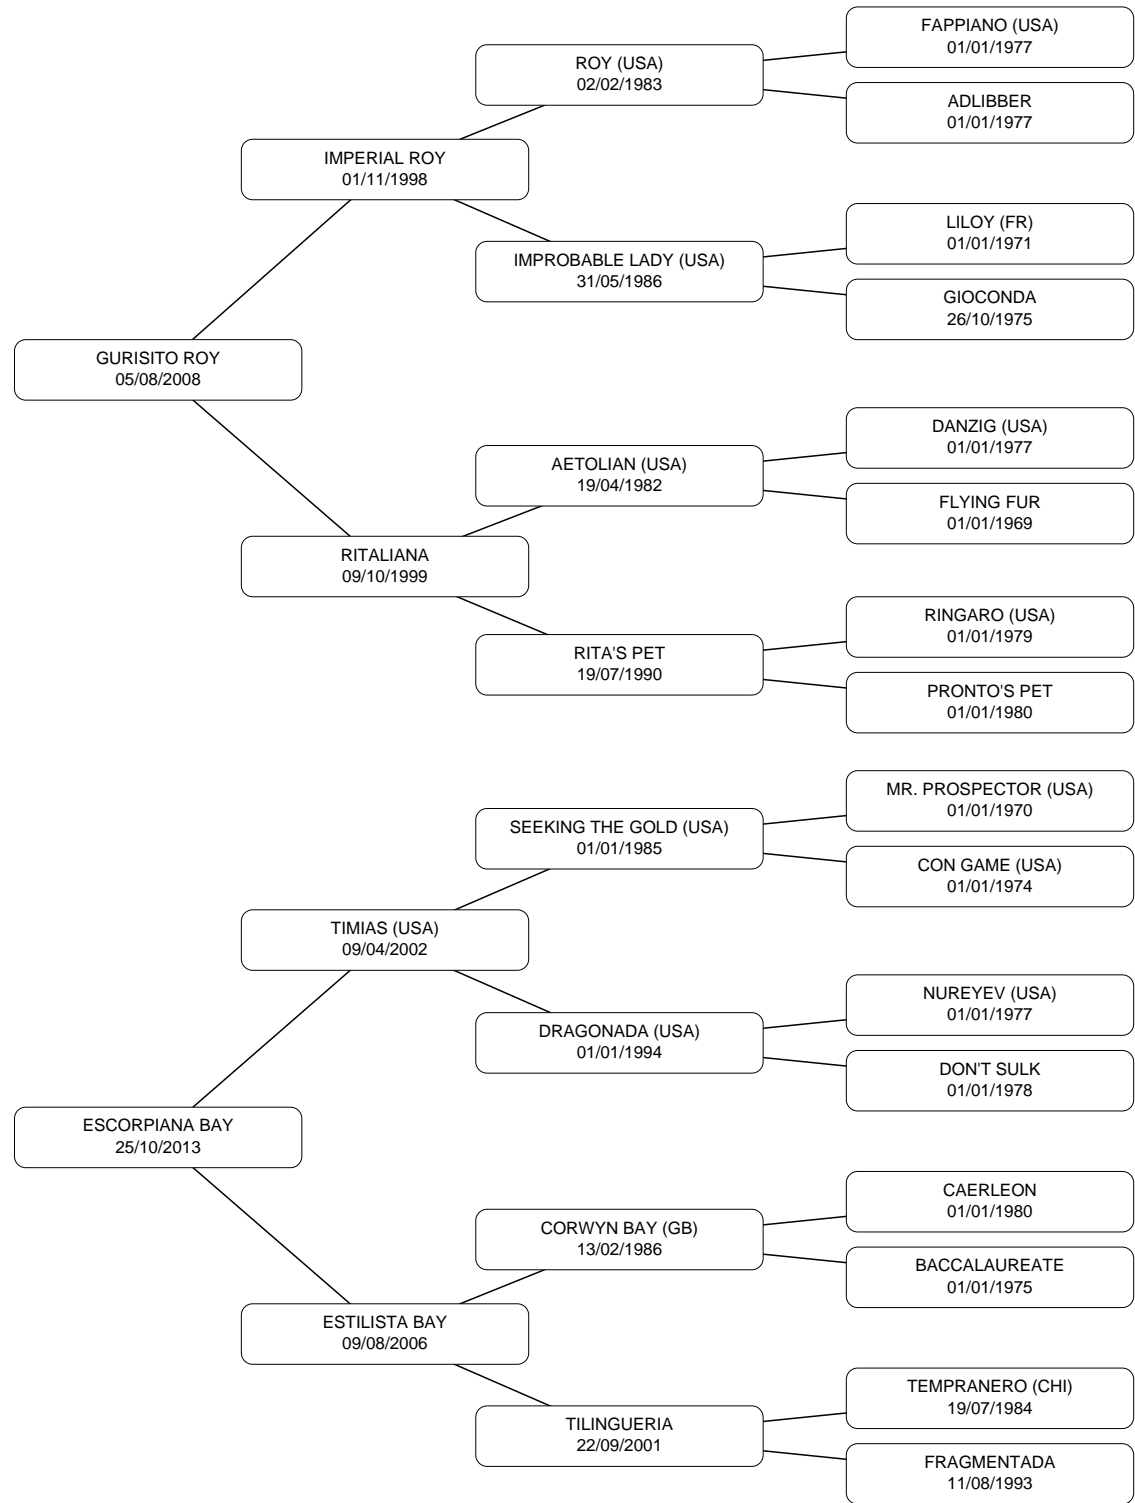 FAPPIANO (USA)
01/01/1977
ROY (USA)
02/02/1983
ADLIBBER
01/01/1977
IMPERIAL ROY
01/11/1998
LILOY (FR)
01/01/1971
IMPROBABLE LADY (USA)
31/05/1986
GIOCONDA
26/10/1975
GURISITO ROY
05/08/2008
DANZIG (USA)
01/01/1977
AETOLIAN (USA)
19/04/1982
FLYING FUR
01/01/1969
RITALIANA
09/10/1999
RINGARO (USA)
01/01/1979
RITA'S PET
19/07/1990
PRONTO'S PET
01/01/1980
MR. PROSPECTOR (USA)
01/01/1970
SEEKING THE GOLD (USA)
01/01/1985
CON GAME (USA)
01/01/1974
TIMIAS (USA)
09/04/2002
NUREYEV (USA)
01/01/1977
DRAGONADA (USA)
01/01/1994
DON'T SULK
01/01/1978
ESCORPIANA BAY
25/10/2013
CAERLEON
01/01/1980
CORWYN BAY (GB)
13/02/1986
BACCALAUREATE
01/01/1975
ESTILISTA BAY
09/08/2006
TEMPRANERO (CHI)
19/07/1984
TILINGUERIA
22/09/2001
FRAGMENTADA
11/08/1993